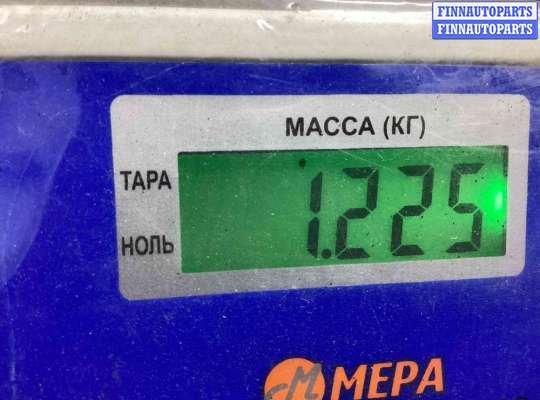 FINNAUTOPARTS
FINNAUTOPARTS
МАССА (КГ)
ТАРА
1.225
НОЛЬ
МЕРА